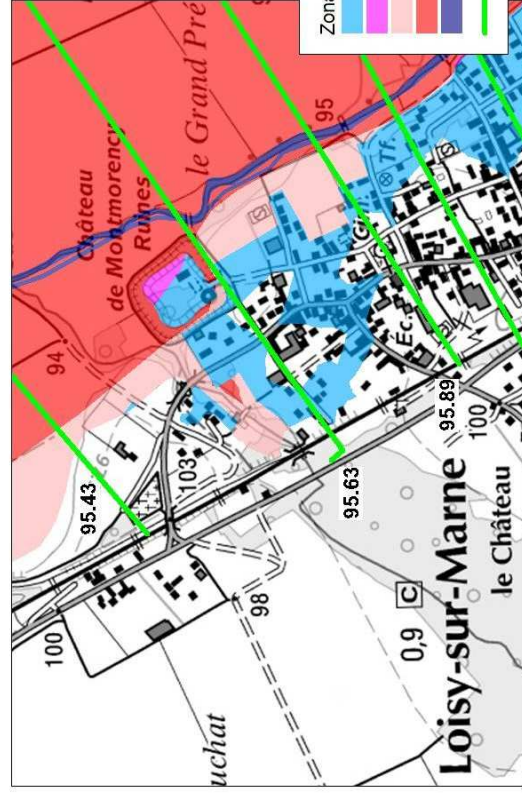 Zona
le Grand Pré
Château
de Montmorency
Ruines
95
Tf.
94
95.43
103
95.63
Éc.
95.89
100
100
98
0,9
C
Loisy-sur-Marne
le Château
uchat